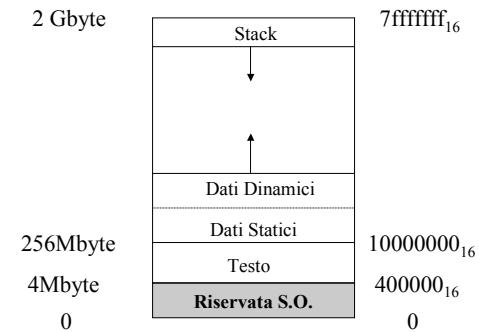 2 Gbyte
7fffffff16
Stack
Dati Dinamici
Dati Statici
256Mbyte
1000000016
Testo
4Mbyte
40000016
Riservata S.O.
0
0